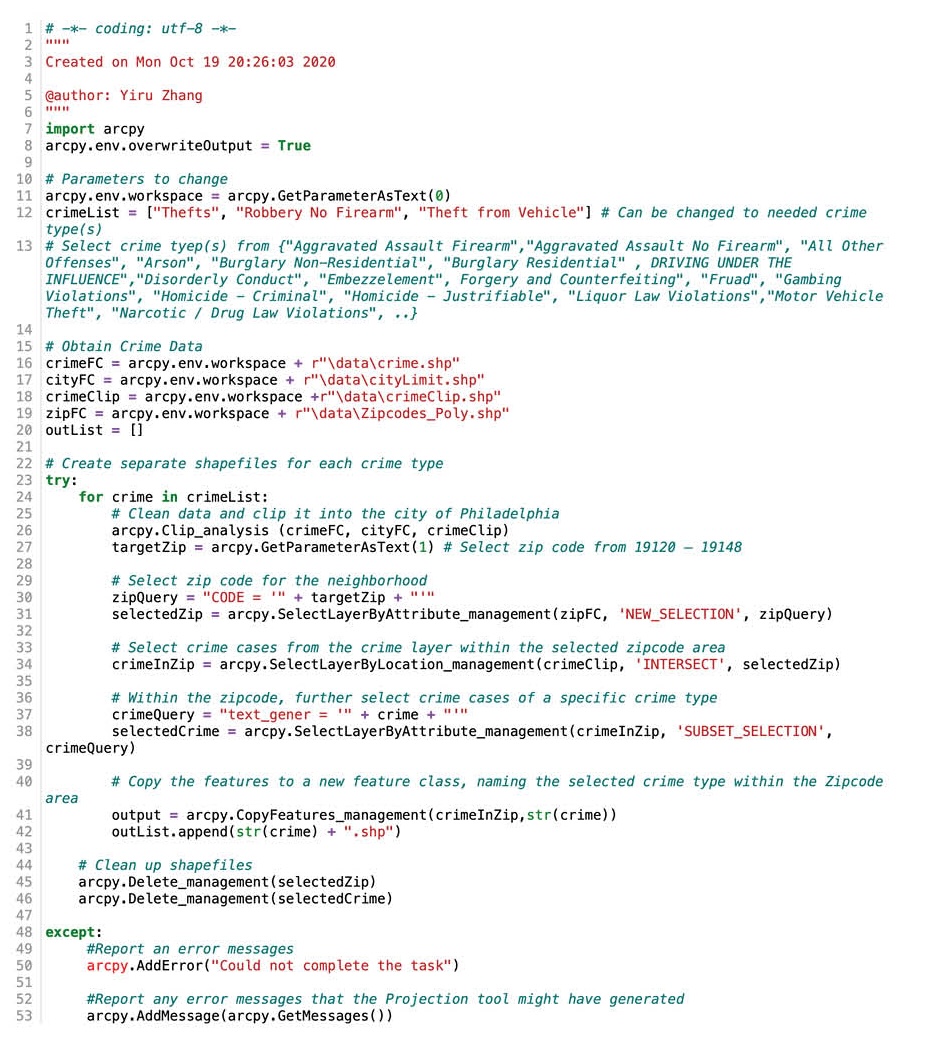 1 # -*- coding: utf-8 -*-
2 """
3 Created on Mon Oct 19 20:26:03 2020
4
5 @author: Yiru Zhang
6 """
7 import arcpy
8 arcpy.env.overwriteOutput = True
9
10 # Parameters to change
11 arcpy.env.workspace = arcpy.GetParameterAsText(0)
12 crimeList = ["Thefts", "Robbery No Firearm", "Theft from Vehicle"] # Can be changed to needed crime
type(s)
13 # Select crime tyep(s) from {"Aggravated Assault Firearm","Aggravated Assault No Firearm", "All Other
Offenses", "Arson", "Burglary Non-Residential", "Burglary Residential" , DRIVING UNDER THE
INFLUENCE","Disorderly Conduct", "Embezzelement", Forgery and Counterfeiting", "Fruad", "Gambing
Violations", "Homicide - Criminal", "Homicide - Justrifiable", "Liquor Law Violations","Motor Vehicle
Theft", "Narcotic / Drug Law Violations", ..}
14
15 # Obtain Crime Data
16 crimeFC = arcpy.env.workspace + r"\data\crime.shp"
17 cityFC = arcpy.env.workspace + r"\data\cityLimit.shp"
18 crimeClip = arcpy.env.workspace +r"\data\crimeClip.shp"
19 zipFC = arcpy.env.workspace + r"\data\Zipcodes_Poly.shp"
20 outList = []
21
22 # Create separate shapefiles for each crime type
23 try:
24     for crime in crimeList:
25         # Clean data and clip it into the city of Philadelphia
26         arcpy.Clip_analysis (crimeFC, cityFC, crimeClip)
27         targetZip = arcpy.GetParameterAsText(1) # Select zip code from 19120 – 19148
28
29         # Select zip code for the neighborhood
30         zipQuery = "CODE = '" + targetZip + "'"
31         selectedZip = arcpy.SelectLayerByAttribute_management(zipFC, 'NEW_SELECTION', zipQuery)
32
33         # Select crime cases from the crime layer within the selected zipcode area
34         crimeInZip = arcpy.SelectLayerByLocation_management(crimeClip, 'INTERSECT', selectedZip)
35
36         # Within the zipcode, further select crime cases of a specific crime type
37         crimeQuery = "text_gener = '" + crime + "'"
38         selectedCrime = arcpy.SelectLayerByAttribute_management(crimeInZip, 'SUBSET_SELECTION',
crimeQuery)
39
40         # Copy the features to a new feature class, naming the selected crime type within the Zipcode
area
41         output = arcpy.CopyFeatures_management(crimeInZip,str(crime))
42         outList.append(str(crime) + ".shp")
43
44     # Clean up shapefiles
45     arcpy.Delete_management(selectedZip)
46     arcpy.Delete_management(selectedCrime)
47
48 except:
49      #Report an error messages
50      arcpy.AddError("Could not complete the task")
51
52      #Report any error messages that the Projection tool might have generated
53      arcpy.AddMessage(arcpy.GetMessages())